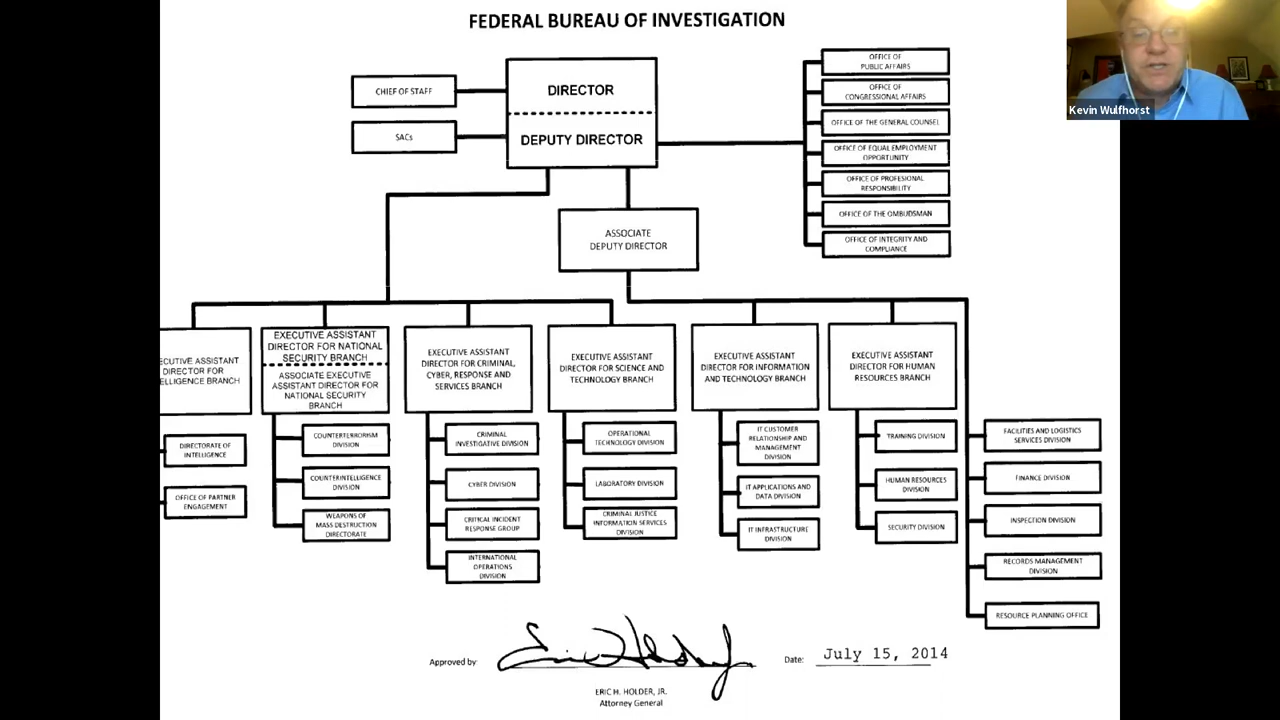 FEDERAL BUREAU OF INVESTIGATION
Kevin Wulfhorst
CHIEF OF STAFF
SACs
DIRECTOR
DEPUTY DIRECTOR
OFFICE OF
PUBLIC AFFAIRS
OFFICE OF
CONGRESSIONAL AFFAIRS
OFFICE OF THE GENERAL COUNSEL
OFFICE OF EQUAL EMPLOYMENT
OPPORTUNITY
OFFICE OF PROFESIONAL
RESPONSIBILITY
OFFICE OF THE OMBUDSMAN
OFFICE OF INTEGRITY AND
COMPLIANCE
ASSOCIATE
DEPUTY DIRECTOR
ECUTIVE ASSISTANT
DIRECTOR FOR
ELLIGENCE BRANCH
DIRECTORATE OF
INTELLIGENCE
OFFICE OF PARTNER
ENGAGEMENT
EXECUTIVE ASSISTANT
DIRECTOR FOR NATIONAL
SECURITY BRANCH
ASSOCIATE EXECUTIVE
ASSISTANT DIRECTOR FOR
NATIONAL SECURITY
BRANCH
COUNTERTERRORISM
DIVISION
COUNTERINTELLIGENCE
DIVISION
WEAPONS OF
MASS DESTRUCTION
DIRECTORATE
EXECUTIVE ASSISTANT
DIRECTOR FOR CRIMINAL,
CYBER, RESPONSE AND
SERVICES BRANCH
CRIMINAL
INVESTIGATIVE DIVISION
CYBER DIVISION
CRITICAL INCIDENT
RESPONSE GROUP
INTERNATIONAL
OPERATIONS
DIVISION
EXECUTIVE ASSISTANT
DIRECTOR FOR SCIENCE AND
TECHNOLOGY BRANCH
OPERATIONAL
TECHNOLOGY DIVISION
LABORATORY DIVISION
CRIMINAL JUSTICE
INFORMATION SERVICES
DIVISION
EXECUTIVE ASSISTANT
DIRECTOR FOR INFORMATION
AND TECHNOLOGY BRANCH
IT CUSTOMER
RELATIONSHIP AND
MANAGEMENT
DIVISION
IT APPLICATIONS AND
DATA DIVISION
IT INFRASTRUCTURE
DIVISION
EXECUTIVE ASSISTANT
DIRECTOR FOR HUMAN
RESOURCES BRANCH
TRAINING DIVISION
HUMAN RESOURCES
DIVISION
SECURITY DIVISION
FACILITIES AND LOGISTICS
SERVICES DIVISION
FINANCE DIVISION
INSPECTION DIVISION
RECORDS MANAGEMENT
DIVISION
RESOURCE PLANNING OFFICE
Approved by: Eric H. Holder, Jr.
Date: July 15, 2014
ERIC H. HOLDER, JR.
Attorney General